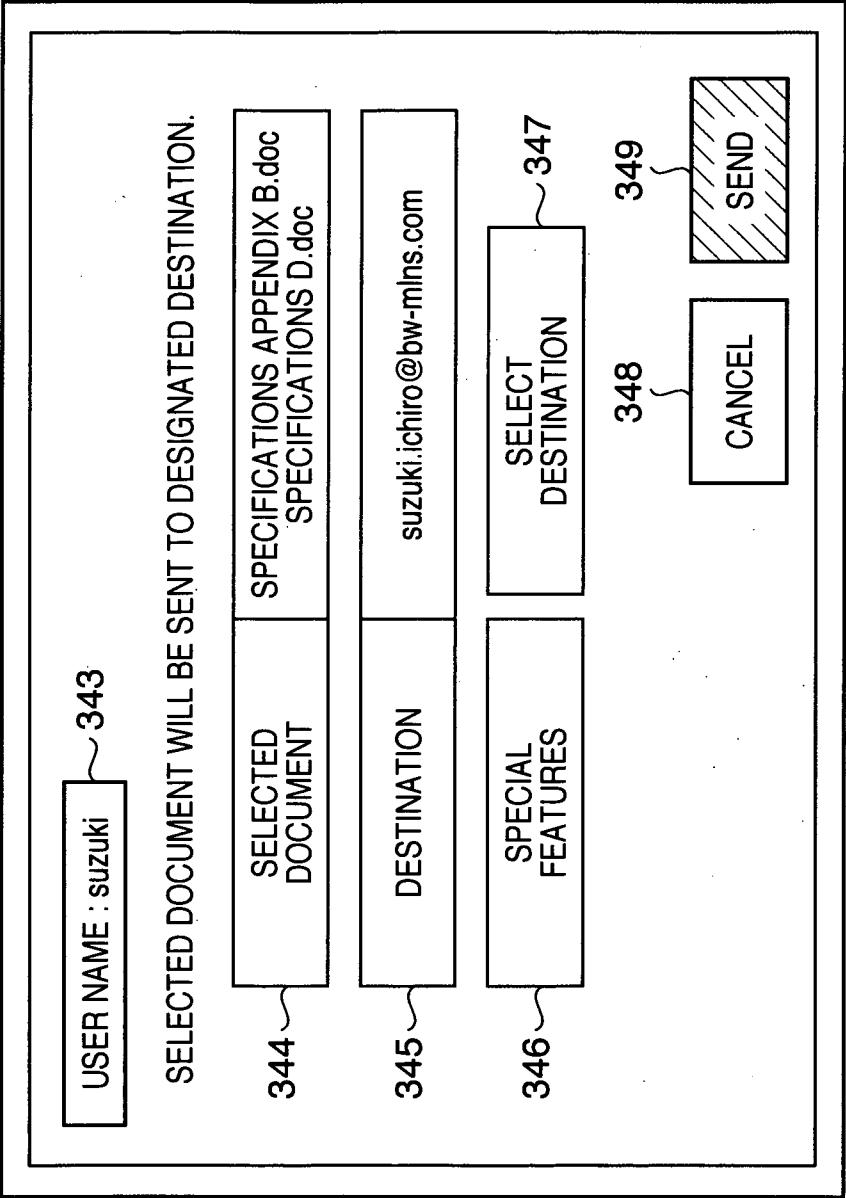 USER NAME : suzuki
343
SELECTED DOCUMENT WILL BE SENT TO DESIGNATED DESTINATION.
344
SELECTED
DOCUMENT
SPECIFICATIONS APPENDIX B.doc
SPECIFICATIONS D.doc
345
DESTINATION
suzuki.ichiro@bw-mlns.com
346
SPECIAL
FEATURES
SELECT
DESTINATION
347
348
349
CANCEL
SEND